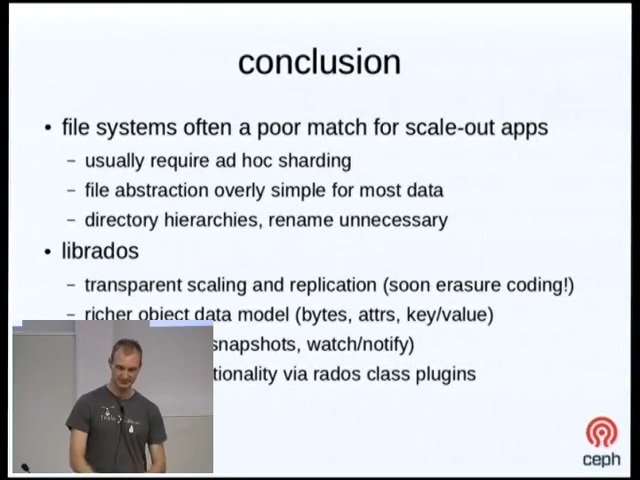 conclusion
• file systems often a poor match for scale-out apps
– usually require ad hoc sharding
– file abstraction overly simple for most data
– directory hierarchies, rename unnecessary
• librados
– transparent scaling and replication (soon erasure coding!)
– richer object data model (bytes, attrs, key/value)
snapshots, watch/notify)
tionality via rados class plugins
ceph